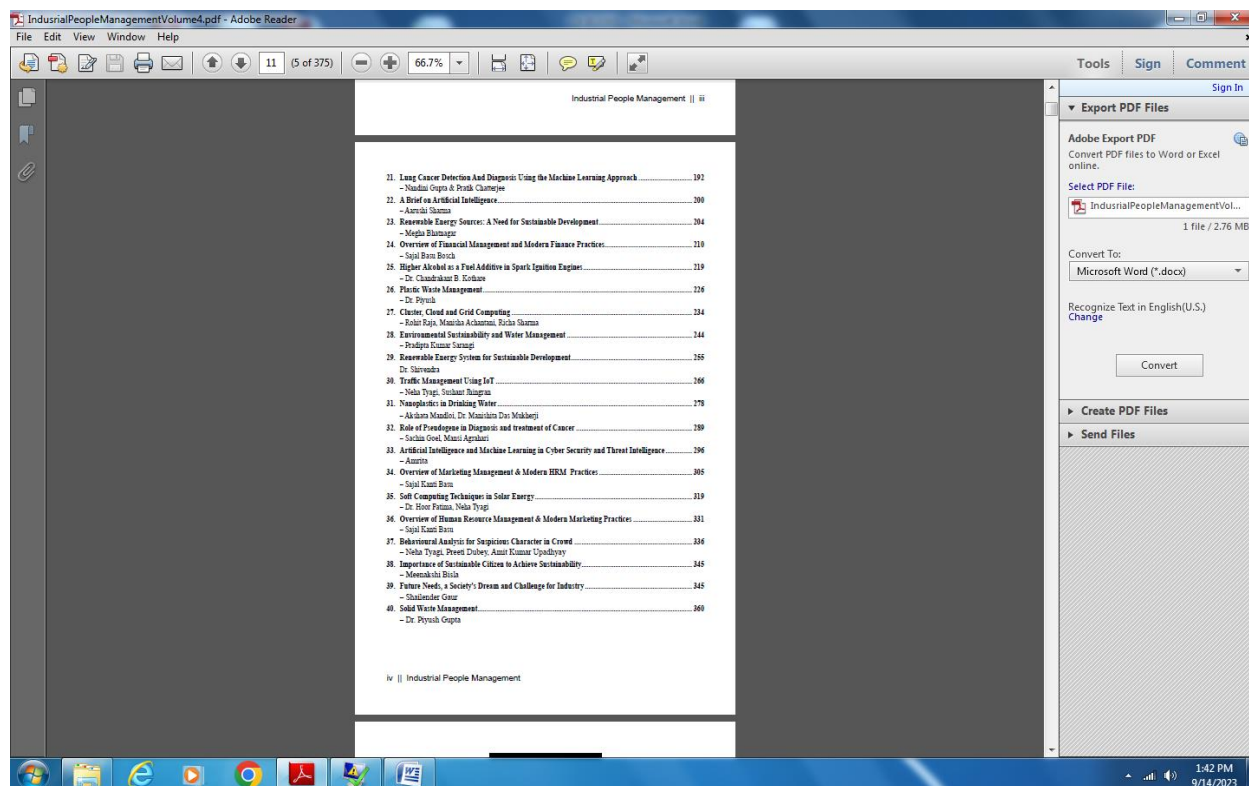 IndusrialPeopleManagementVolume4.pdf - Adobe Reader
File Edit View Window Help
11 (5 of 375) 66.7% Tools Sign Comment
Sign In
Industrial People Management || iii
21. Lung Cancer Detection And Diagnosis Using the Machine Learning Approach 192
– Nandini Gupta & Pratik Chatterjee
22. A Brief on Artificial Intelligence 200
– Aarushi Sharma
23. Renewable Energy Sources: A Need for Sustainable Development 204
– Megha Bhatnagar
24. Overview of Financial Management and Modern Finance Practices 210
– Sajal Basu Bosch
25. Higher Alcohol as a Fuel Additive in Spark Ignition Engines 219
– Dr. Chandrakant B. Kothare
26. Plastic Waste Management 226
– Dr. Piyush
27. Cluster, Cloud and Grid Computing 234
– Rohit Raja, Manisha Achantani, Richa Sharma
28. Environmental Sustainability and Water Management 244
– Pradipta Kumar Sarangi
29. Renewable Energy System for Sustainable Development 255
Dr. Shivendra
30. Traffic Management Using IoT 266
– Neha Tyagi, Sushant Jhingran
31. Nanoplastics in Drinking Water 278
– Akshara Mandloi, Dr. Manishita Das Mukherji
32. Role of Pseudogene in Diagnosis and treatment of Cancer 289
– Sachin Goel, Mansi Agrahari
33. Artificial Intelligence and Machine Learning in Cyber Security and Threat Intelligence 296
– Amrita
34. Overview of Marketing Management & Modern HRM Practices 305
– Sajal Kanti Basu
35. Soft Computing Techniques in Solar Energy 319
– Dr. Hoor Fatima, Neha Tyagi
36. Overview of Human Resource Management & Modern Marketing Practices 331
– Sajal Kanti Basu
37. Behavioural Analysis for Suspicious Character in Crowd 336
– Neha Tyagi, Preeti Dubey, Amit Kumar Upadhyay
38. Importance of Sustainable Citizen to Achieve Sustainability 345
– Meenakshi Bisla
39. Future Needs, a Society's Dream and Challenge for Industry 345
– Shailender Gaur
40. Solid Waste Management 360
– Dr. Piyush Gupta
iv || Industrial People Management
Export PDF Files
Adobe Export PDF
Convert PDF files to Word or Excel
online.
Select PDF File:
IndusrialPeopleManagementVol...
1 file / 2.76 MB
Convert To:
Microsoft Word (*.docx)
Recognize Text in English(U.S.)
Change
Convert
Create PDF Files
Send Files
1:42 PM
9/14/2023